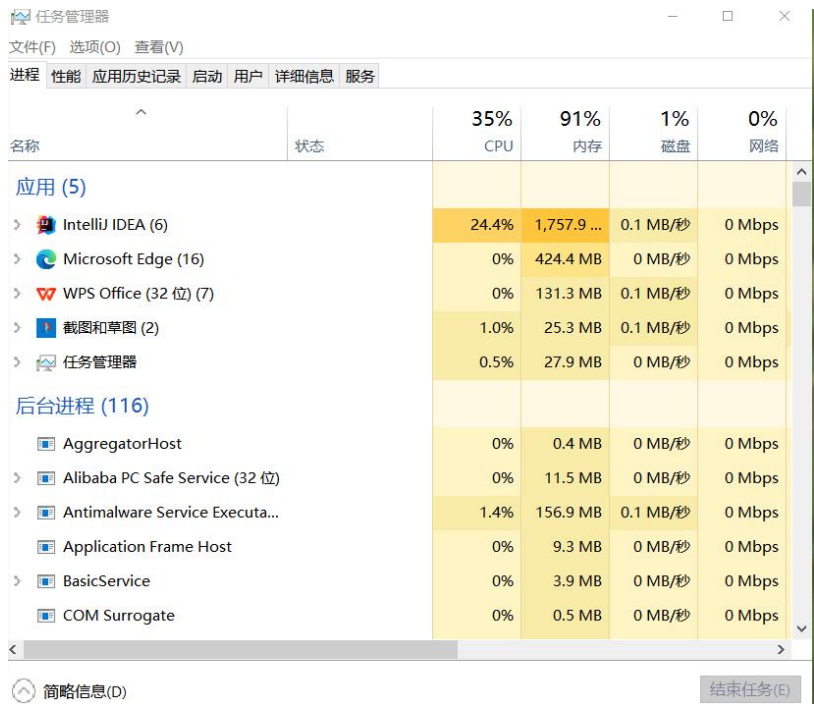 任务管理器
文件(F) 选项(O) 查看(V)
进程 性能 应用历史记录 启动 用户 详细信息 服务
35% 91% 1% 0%
名称 状态 CPU 内存 磁盘 网络
应用 (5)
IntelliJ IDEA (6) 24.4% 1,757.9 ... 0.1 MB/秒 0 Mbps
Microsoft Edge (16) 0% 424.4 MB 0 MB/秒 0 Mbps
WPS Office (32 位) (7) 0% 131.3 MB 0.1 MB/秒 0 Mbps
截图和草图 (2) 1.0% 25.3 MB 0.1 MB/秒 0 Mbps
任务管理器 0.5% 27.9 MB 0 MB/秒 0 Mbps
后台进程 (116)
AggregatorHost 0% 0.4 MB 0 MB/秒 0 Mbps
Alibaba PC Safe Service (32 位) 0% 11.5 MB 0 MB/秒 0 Mbps
Antimalware Service Executa... 1.4% 156.9 MB 0.1 MB/秒 0 Mbps
Application Frame Host 0% 9.3 MB 0 MB/秒 0 Mbps
BasicService 0% 3.9 MB 0 MB/秒 0 Mbps
COM Surrogate 0% 0.5 MB 0 MB/秒 0 Mbps
简略信息(D) 结束任务(E)